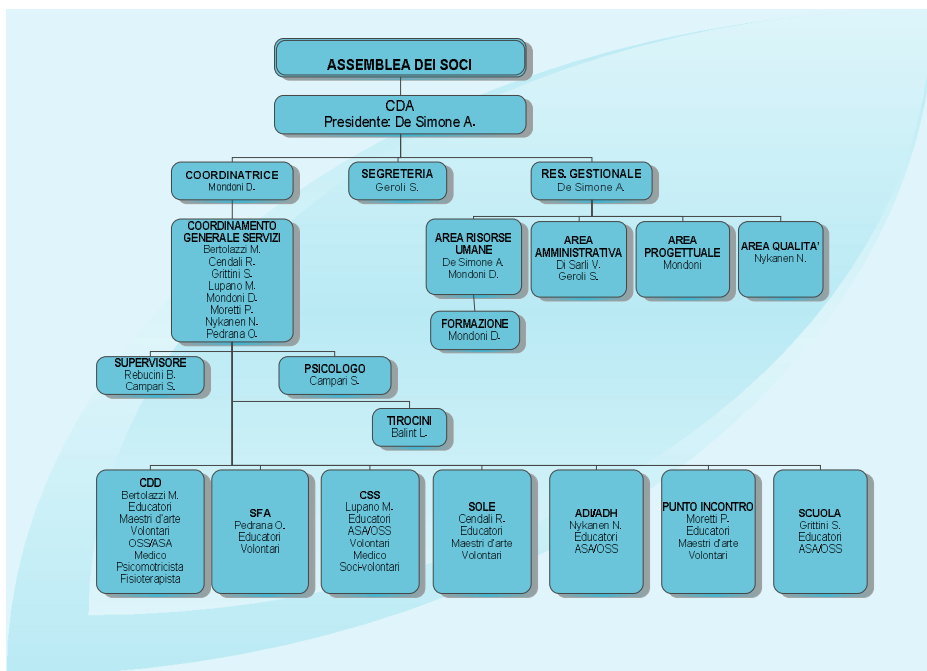 ASSEMBLEA DEI SOCI
CDA
Presidente: De Simone A.
COORDINATRICE
Mondoni D.
SEGRETERIA
Geroli S.
RES. GESTIONALE
De Simone A.
COORDINAMENTO
GENERALE SERVIZI
Bertolazzi M.
Cendali R.
Grittini S.
Lupano M.
Mondoni D.
Moretti P.
Nykanen N.
Pedrana O.
AREA RISORSE
UMANE
De Simone A.
Mondoni D.
AREA
AMMINISTRATIVA
Di Sarli V.
Geroli S.
AREA
PROGETTUALE
Mondoni
AREA QUALITA'
Nykanen N.
FORMAZIONE
Mondoni D.
SUPERVISORE
Rebucini B.
Campari S.
PSICOLOGO
Campari S.
TIROCINI
Balint L.
CDD
Bertolazzi M.
Educatori
Maestri d'arte
Volontari
OSS/ASA
Medico
Psicomotricista
Fisioterapista
SFA
Pedrana O.
Educatori
Volontari
CSS
Lupano M.
Educatori
ASA/OSS
Volontari
Medico
Soci-volontari
SOLE
Cendali R.
Educatori
Maestri d'arte
Volontari
ADI/ADH
Nykanen N.
Educatori
ASA/OSS
PUNTO INCONTRO
Moretti P.
Educatori
Maestri d'arte
Volontari
SCUOLA
Grittini S.
Educatori
ASA/OSS